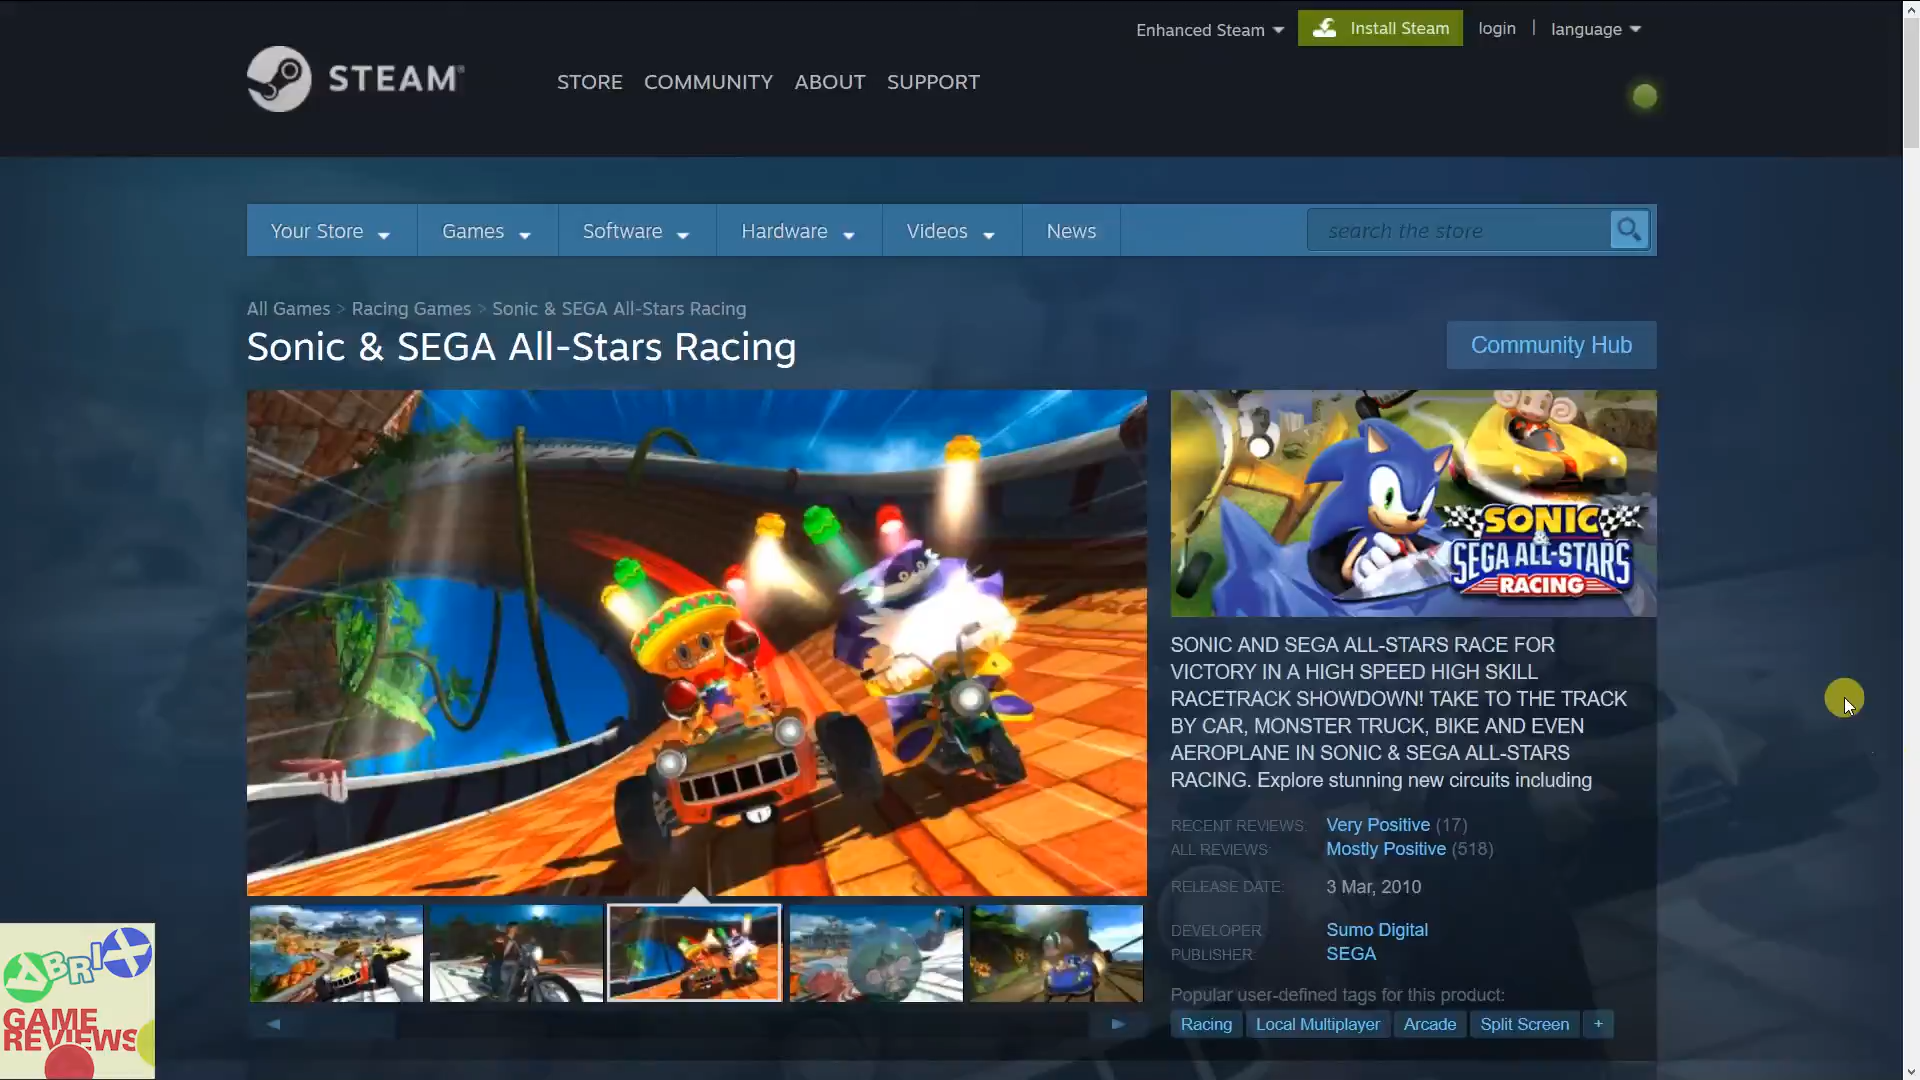 Enhanced Steam
Install Steam
login | language
STEAM®
STORE COMMUNITY ABOUT SUPPORT
Your Store Games Software Hardware Videos News
search the store
All Games > Racing Games > Sonic & SEGA All-Stars Racing
Sonic & SEGA All-Stars Racing
Community Hub
SONIC
&
SEGA ALL-STARS
RACING
SONIC AND SEGA ALL-STARS RACE FOR
VICTORY IN A HIGH SPEED HIGH SKILL
RACETRACK SHOWDOWN! TAKE TO THE TRACK
BY CAR, MONSTER TRUCK, BIKE AND EVEN
AEROPLANE IN SONIC & SEGA ALL-STARS
RACING. Explore stunning new circuits including
RECENT REVIEWS: Very Positive (17)
ALL REVIEWS: Mostly Positive (518)
RELEASE DATE: 3 Mar, 2010
DEVELOPER: Sumo Digital
PUBLISHER: SEGA
Popular user-defined tags for this product:
Racing Local Multiplayer Arcade Split Screen +
ABRIX
GAME
REVIEWS